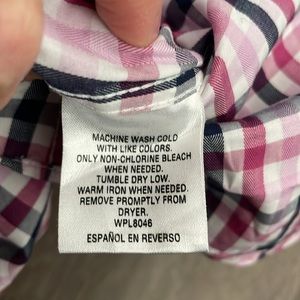 MACHINE WASH COLD
WITH LIKE COLORS.
ONLY NON-CHLORINE BLEACH
WHEN NEEDED.
TUMBLE DRY LOW.
WARM IRON WHEN NEEDED.
REMOVE PROMPTLY FROM
DRYER.
WPL8046
ESPAÑOL EN REVERSO